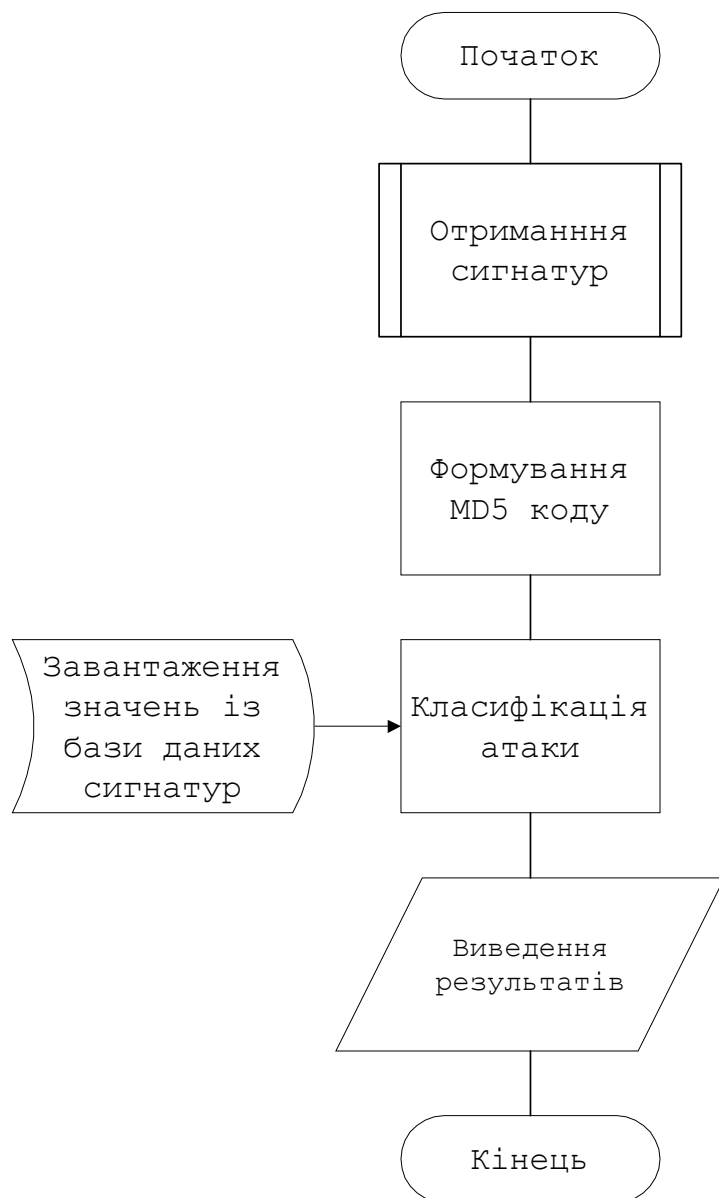 Початок
Отриманння
сигнатур
Формування
MD5 коду
Завантаження
значень із
бази даних
сигнатур
Класифікація
атаки
Виведення
результатів
Кінець